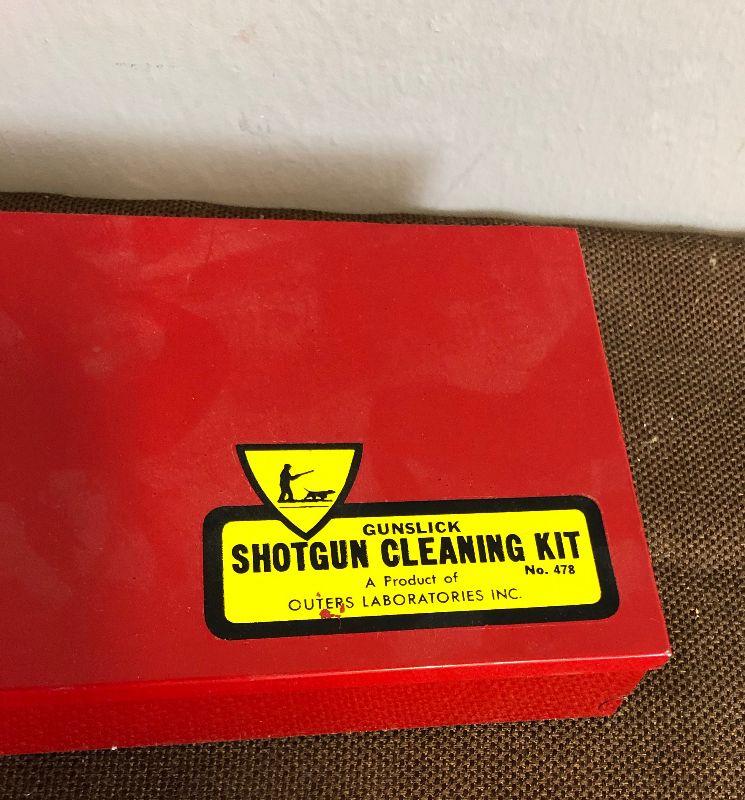 GUNSLICK
SHOTGUN CLEANING KIT
No. 478
A Product of
OUTERS LABORATORIES INC.